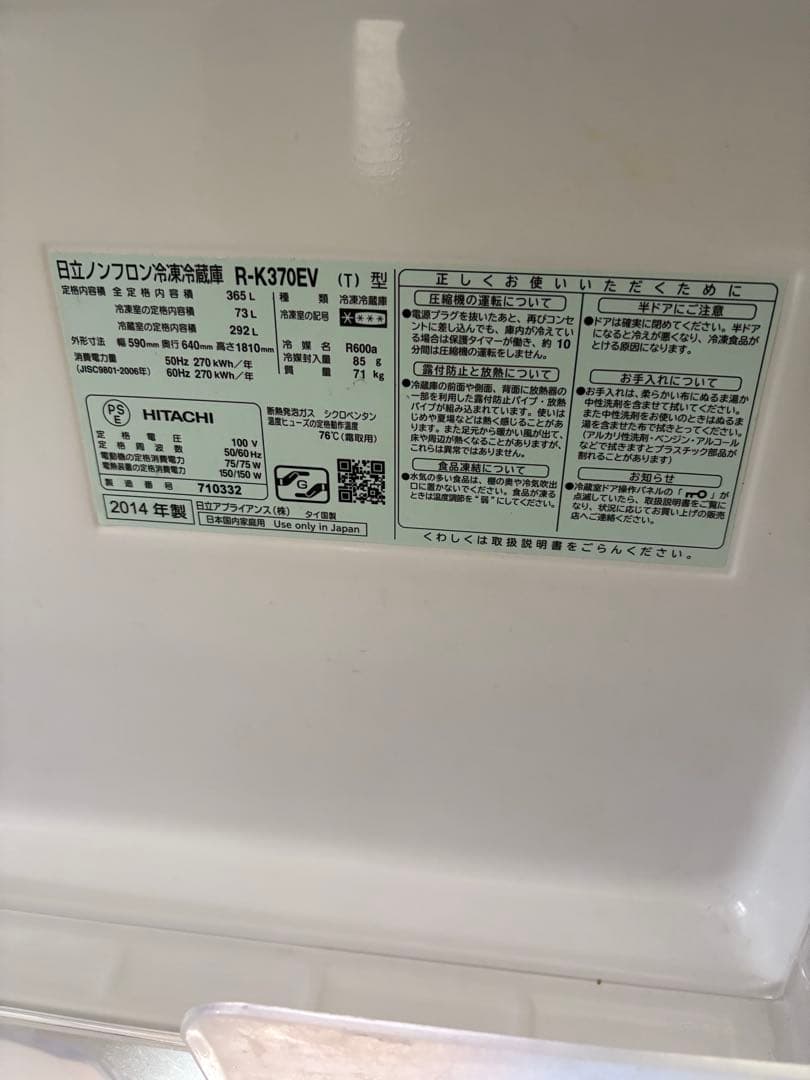 日立ノンフロン冷凍冷蔵庫 R-K370EV (T) 型
定格内容積 全定格内容積 365 L
冷凍室の定格内容積 73 L
冷蔵室の定格内容積 292 L
外形寸法 幅 590mm 奥行 640mm 高さ 1810mm
消費電力量 50Hz 270 kWh/年
(JISC9801-2006年) 60Hz 270 kWh/年
種類 冷凍冷蔵庫
冷凍室の記号 ****
冷媒名 R600a
冷媒封入量 85 g
質量 71 kg
PS
E
HITACHI
定格電圧 100 V
定格周波数 50/60 Hz
電動機の定格消費電力 75/75 W
電熱装置の定格消費電力 150/150 W
製造番号 710332
断熱発泡ガス シクロペンタン
温度ヒューズの定格動作温度
76℃(霜取用)
G
2014 年製
日立アプライアンス(株) タイ国製
日本国内家庭用 Use only in Japan
正しくお使いいただくために
圧縮機の運転について
●電源プラグを抜いたあと、再びコンセ
ントに差し込んでも、庫内が冷えてい
る場合は保護タイマーが働き、約 10
分間は圧縮機の運転をしません。
露付防止と放熱について
●冷蔵庫の前面や側面、背面に放熱器の
一部を利用した露付防止パイプ・放熱
パイプが組み込まれています。使いは
じめや夏場などは熱く感じることがあり
ます。また足元から暖かい風が出て、
床や周辺が熱くなることがありますが、
これらは異常ではありません。
食品凍結について
●水気の多い食品は、棚の奥や冷気吹出
口に置かないでください。食品が凍る
ときは温度調節を“弱”にしてください。
半ドアにご注意
●ドアは確実に閉めてください。半ドア
になると冷えが悪くなり、冷凍食品が
とける原因になります。
お手入れについて
●お手入れは、柔らかい布にぬるま湯か
中性洗剤を含ませて拭いてください。
また中性洗剤をお使いのときはぬるま
湯を含ませた布で拭きとってください。
(アルカリ性洗剤・ベンジン・アルコール
などで拭きますとプラスチック部品が
割れることがあります)
お知らせ
●冷蔵室ドア操作パネルの「 」が
点滅していたら、取扱説明書をご覧に
なり、状況に応じてお買い上げの販売
店へご連絡ください。
くわしくは取扱説明書をごらんください。